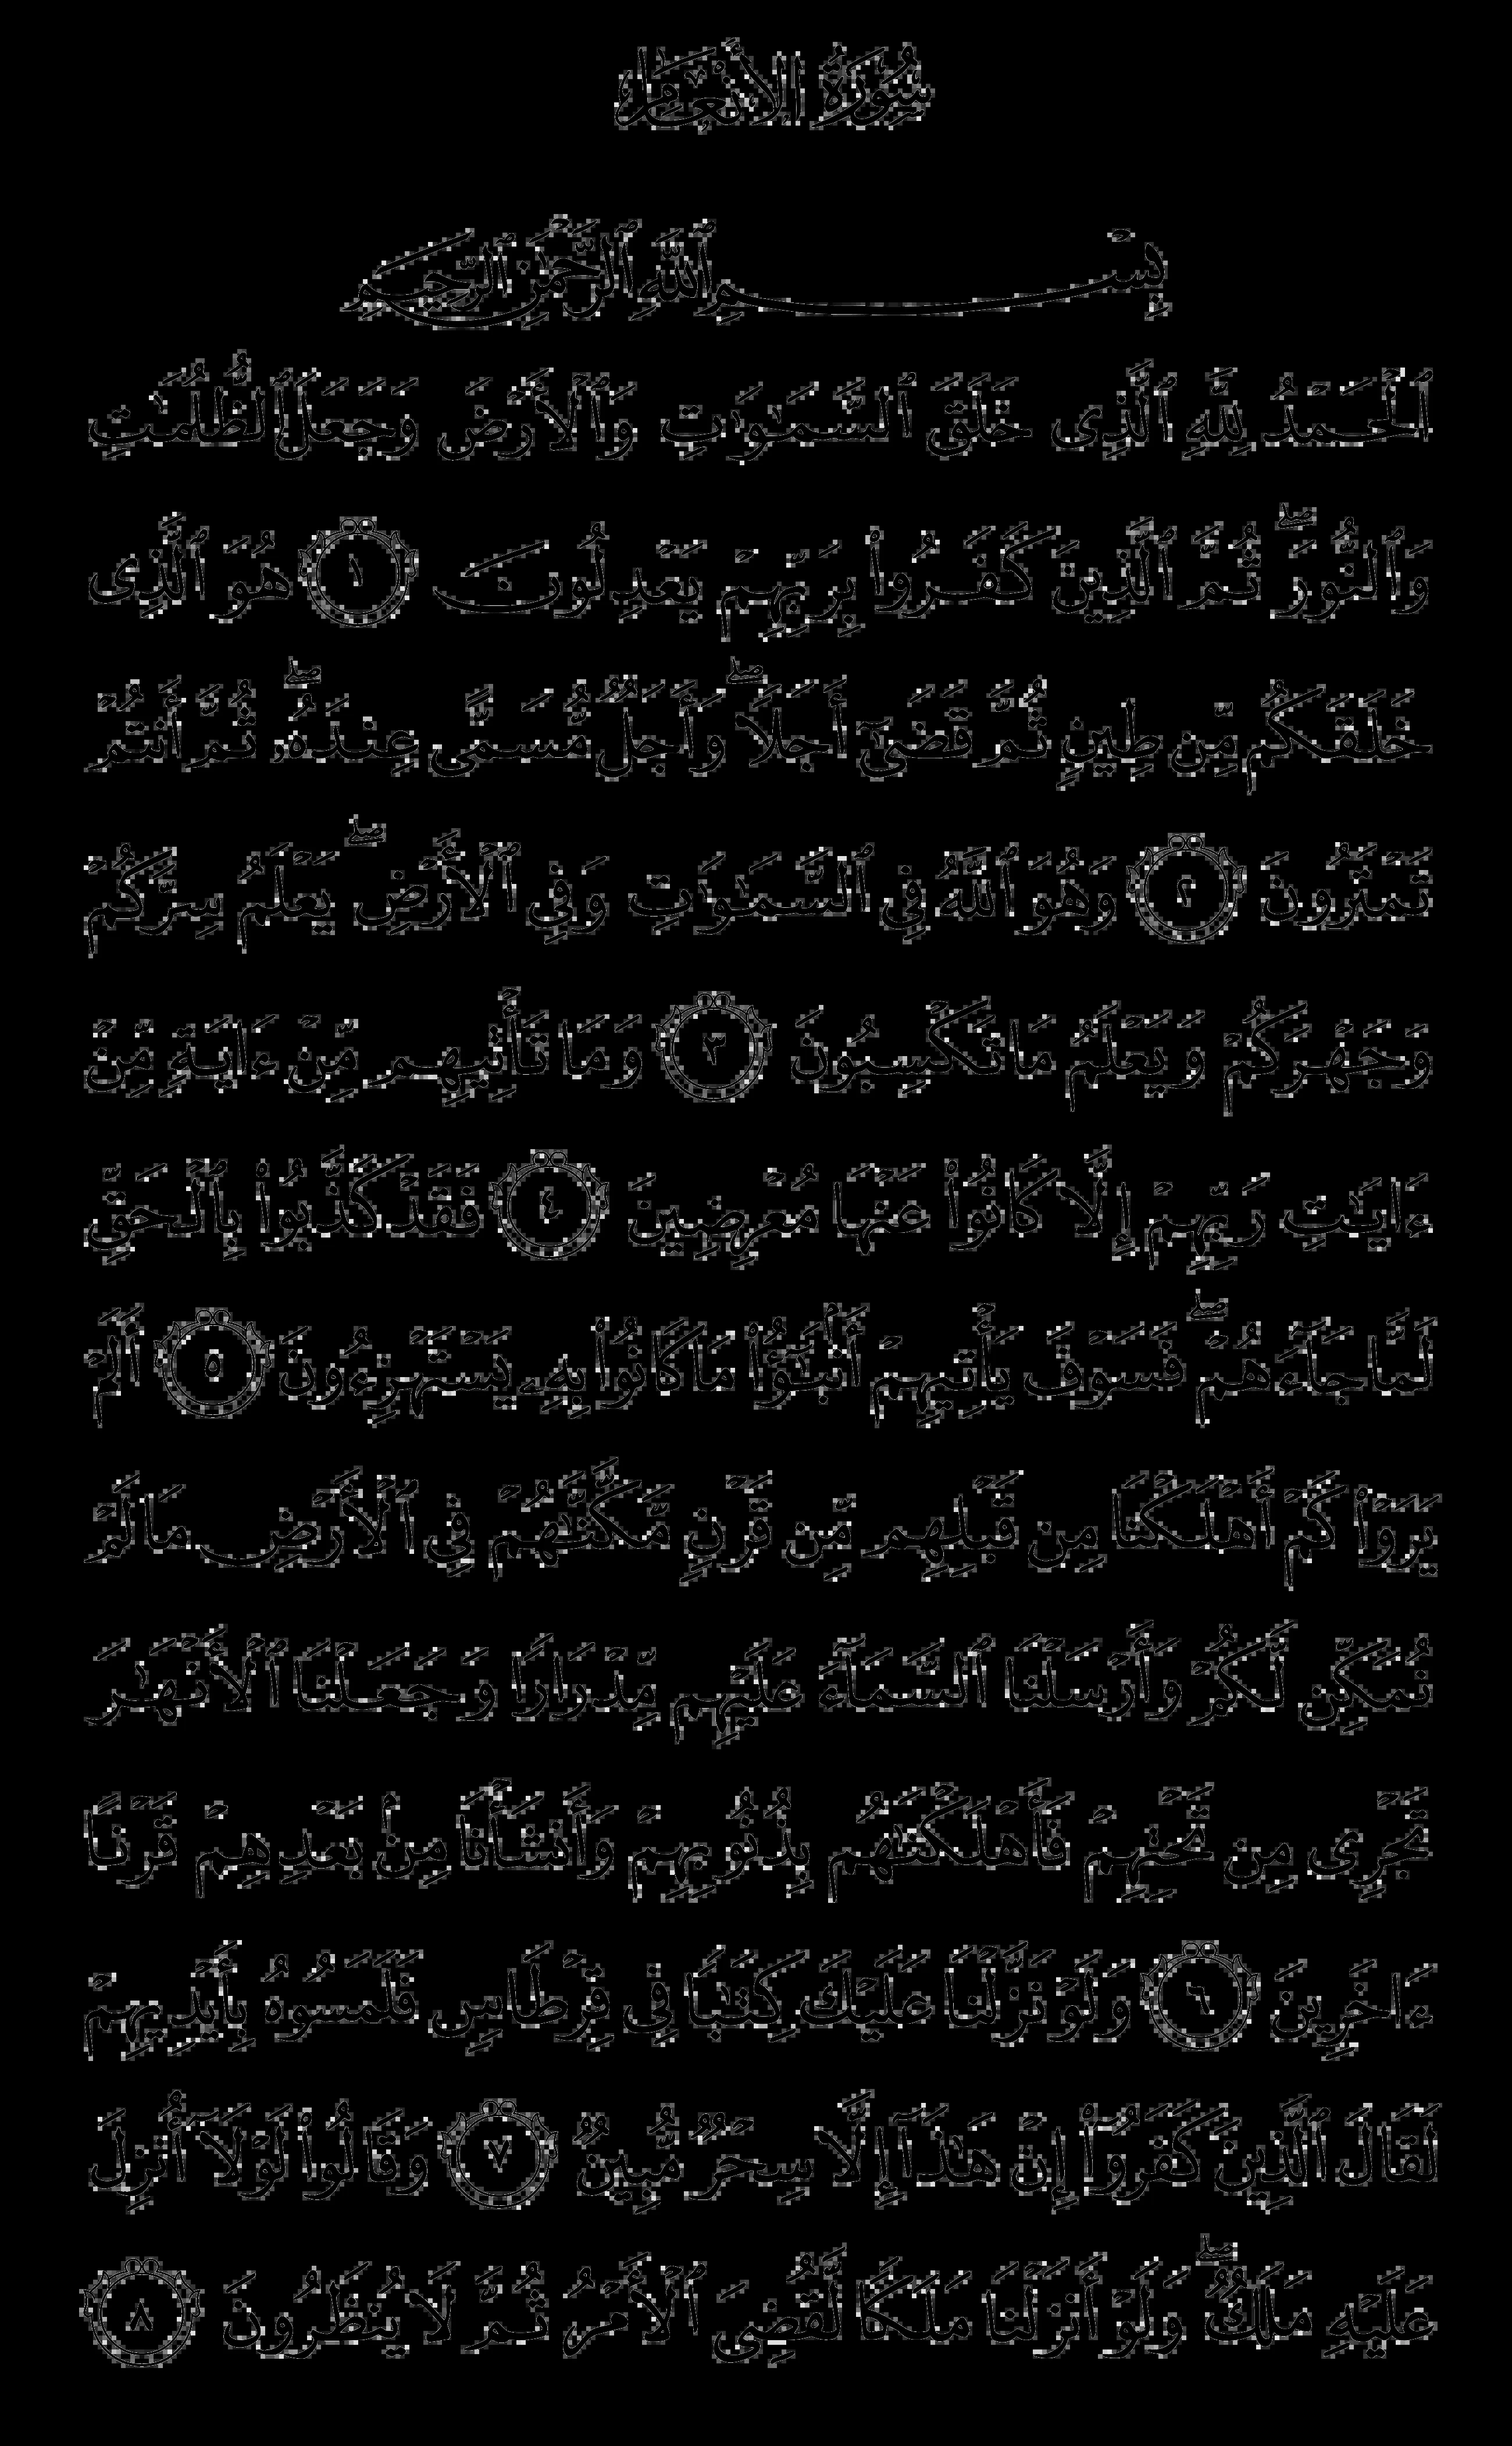 سُورَةُ الأَنْعَامِ
بِسْمِ ٱللَّهِ ٱلرَّحْمَٰنِ ٱلرَّحِيمِ
ٱلْحَمْدُ لِلَّهِ ٱلَّذِى خَلَقَ ٱلسَّمَٰوَٰتِ وَٱلْأَرْضَ وَجَعَلَ ٱلظُّلُمَٰتِ
وَٱلنُّورَ ۖ ثُمَّ ٱلَّذِينَ كَفَرُوا۟ بِرَبِّهِمْ يَعْدِلُونَ ١ هُوَ ٱلَّذِى
خَلَقَكُم مِّن طِينٍ ثُمَّ قَضَىٰٓ أَجَلًا ۖ وَأَجَلٌ مُّسَمًّى عِندَهُۥ ۖ ثُمَّ أَنتُمْ
تَمْتَرُونَ ٢ وَهُوَ ٱللَّهُ فِى ٱلسَّمَٰوَٰتِ وَفِى ٱلْأَرْضِ ۖ يَعْلَمُ سِرَّكُمْ
وَجَهْرَكُمْ وَيَعْلَمُ مَا تَكْسِبُونَ ٣ وَمَا تَأْتِيهِم مِّنْ ءَايَةٍ مِّنْ
ءَايَٰتِ رَبِّهِمْ إِلَّا كَانُوا۟ عَنْهَا مُعْرِضِينَ ٤ فَقَدْ كَذَّبُوا۟ بِٱلْحَقِّ
لَمَّا جَآءَهُمْ ۖ فَسَوْفَ يَأْتِيهِمْ أَنۢبَٰٓؤُا۟ مَا كَانُوا۟ بِهِۦ يَسْتَهْزِءُونَ ٥ أَلَمْ
يَرَوْا۟ كَمْ أَهْلَكْنَا مِن قَبْلِهِم مِّن قَرْنٍ مَّكَّنَّٰهُمْ فِى ٱلْأَرْضِ مَا لَمْ
نُمَكِّن لَّكُمْ وَأَرْسَلْنَا ٱلسَّمَآءَ عَلَيْهِم مِّدْرَارًا وَجَعَلْنَا ٱلْأَنْهَٰرَ
تَجْرِى مِن تَحْتِهِمْ فَأَهْلَكْنَٰهُم بِذُنُوبِهِمْ وَأَنشَأْنَا مِنۢ بَعْدِهِمْ قَرْنًا
ءَاخَرِينَ ٦ وَلَوْ نَزَّلْنَا عَلَيْكَ كِتَٰبًا فِى قِرْطَاسٍ فَلَمَسُوهُ بِأَيْدِيهِمْ
لَقَالَ ٱلَّذِينَ كَفَرُوٓا۟ إِنْ هَٰذَآ إِلَّا سِحْرٌ مُّبِينٌ ٧ وَقَالُوا۟ لَوْلَآ أُنزِلَ
عَلَيْهِ مَلَكٌ ۖ وَلَوْ أَنزَلْنَا مَلَكًا لَّقُضِىَ ٱلْأَمْرُ ثُمَّ لَا يُنظَرُونَ ٨